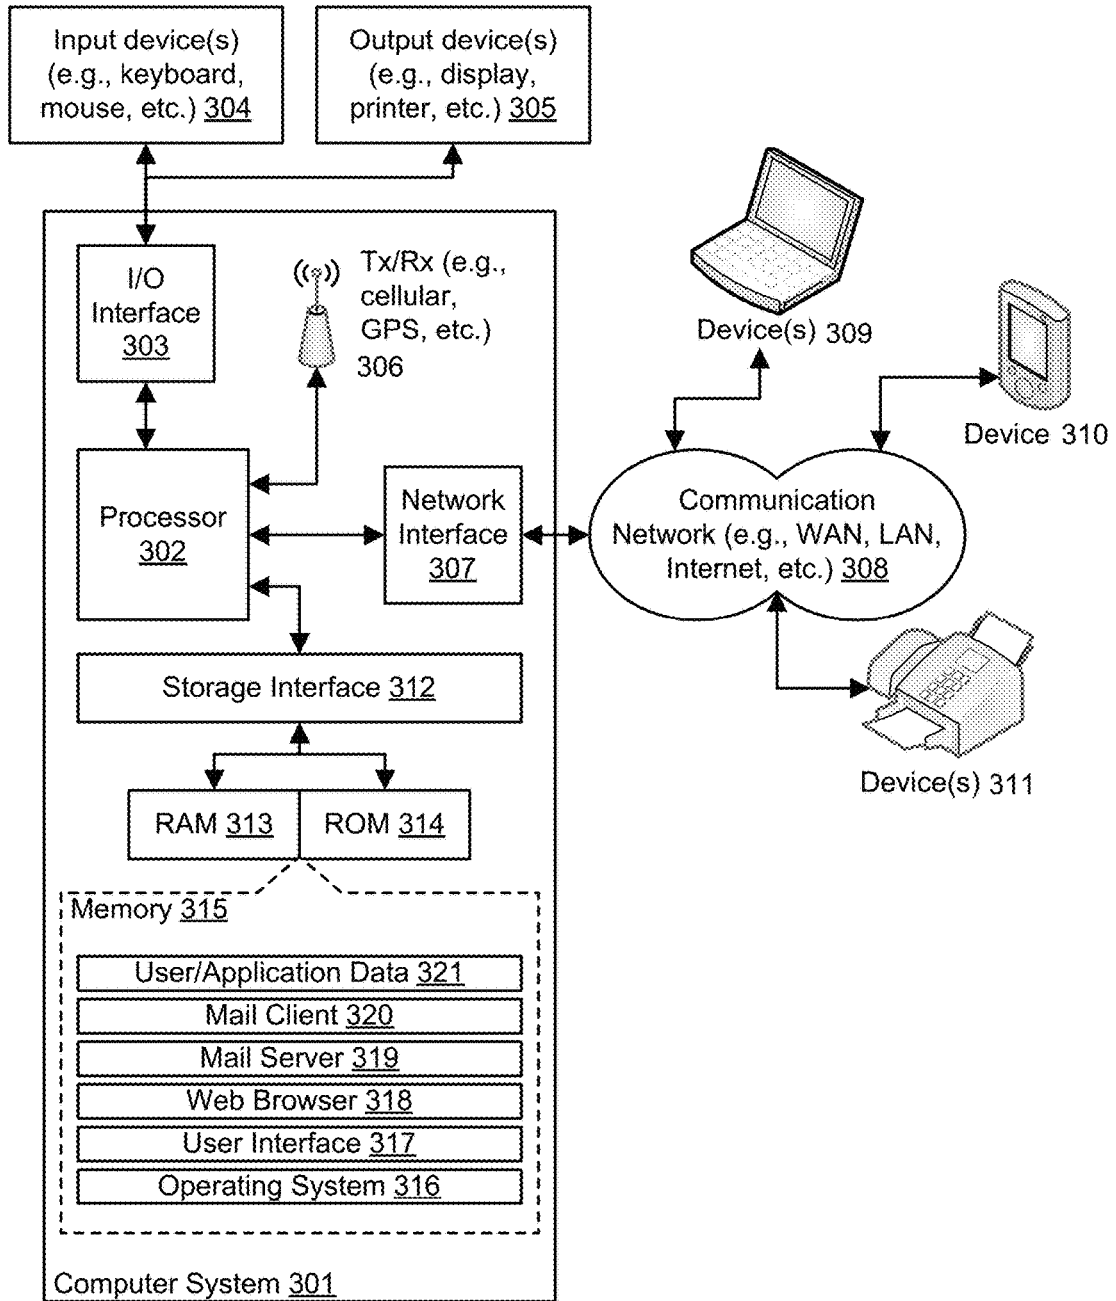 Input device(s)
(e.g., keyboard,
mouse, etc.) 304
Output device(s)
(e.g., display,
printer, etc.) 305
I/O
Interface
303
Tx/Rx (e.g.,
cellular,
GPS, etc.)
306
Device(s) 309
Device 310
Processor
302
Network
Interface
307
Communication
Network (e.g., WAN, LAN,
Internet, etc.) 308
Storage Interface 312
Device(s) 311
RAM 313
ROM 314
Memory 315
User/Application Data 321
Mail Client 320
Mail Server 319
Web Browser 318
User Interface 317
Operating System 316
Computer System 301